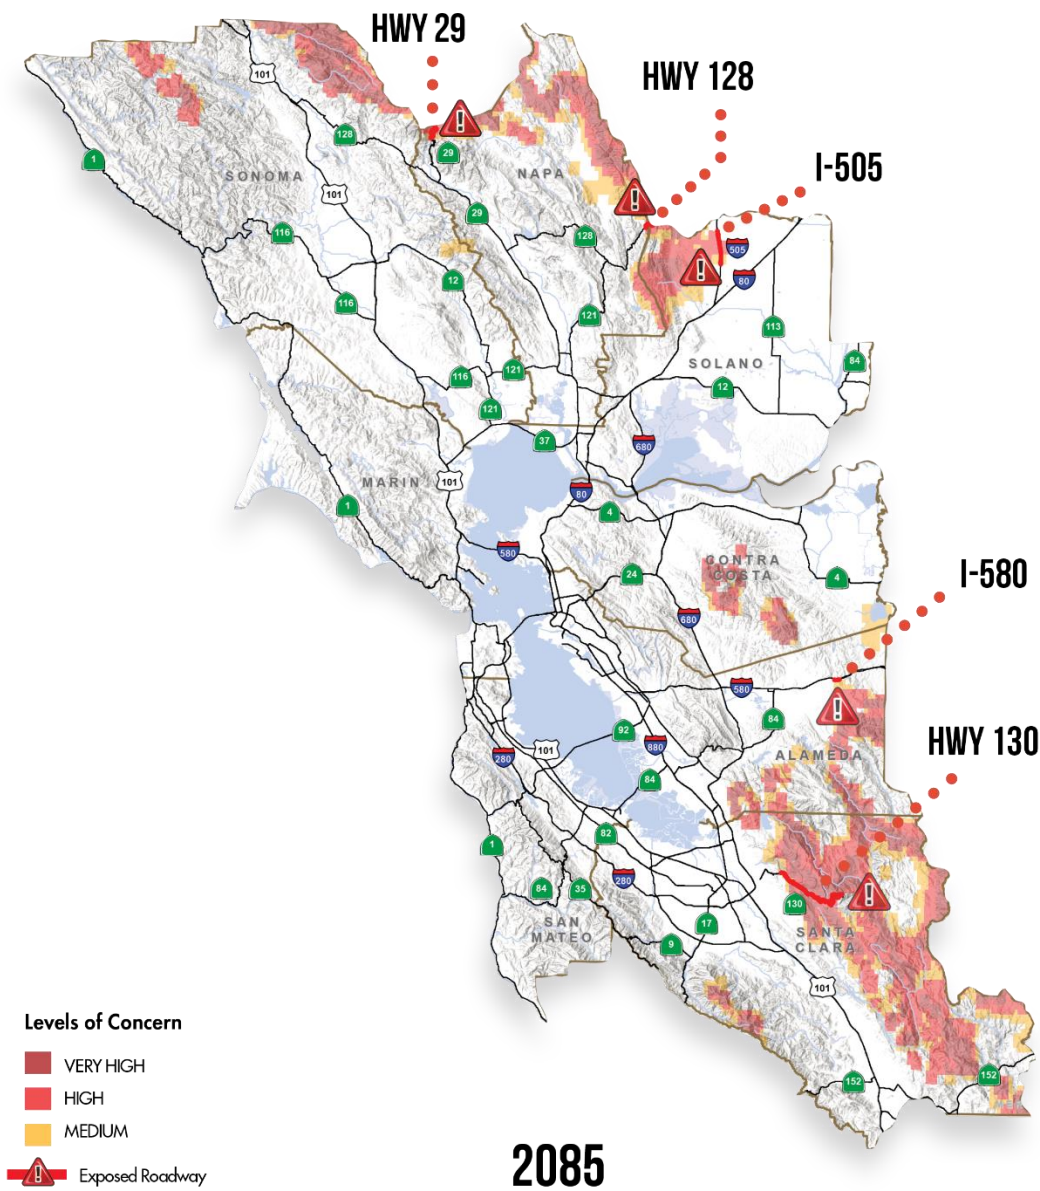 HWY 29
HWY 128
I-505
101
128
1
29
SONOMA
NAPA
101
29
116
128
505
80
12
116
121
113
SOLANO
84
116
121
12
121
37
680
MARIN
101
80
1
4
580
CONTRA
COSTA
24
4
I-580
680
580
84
92
101
880
280
ALAMEDA
HWY 130
84
82
1
280
84
35
130
17
SAN
MATEO
SANTA
CLARA
9
101
152
152
Levels of Concern
VERY HIGH
HIGH
MEDIUM
Exposed Roadway
2085